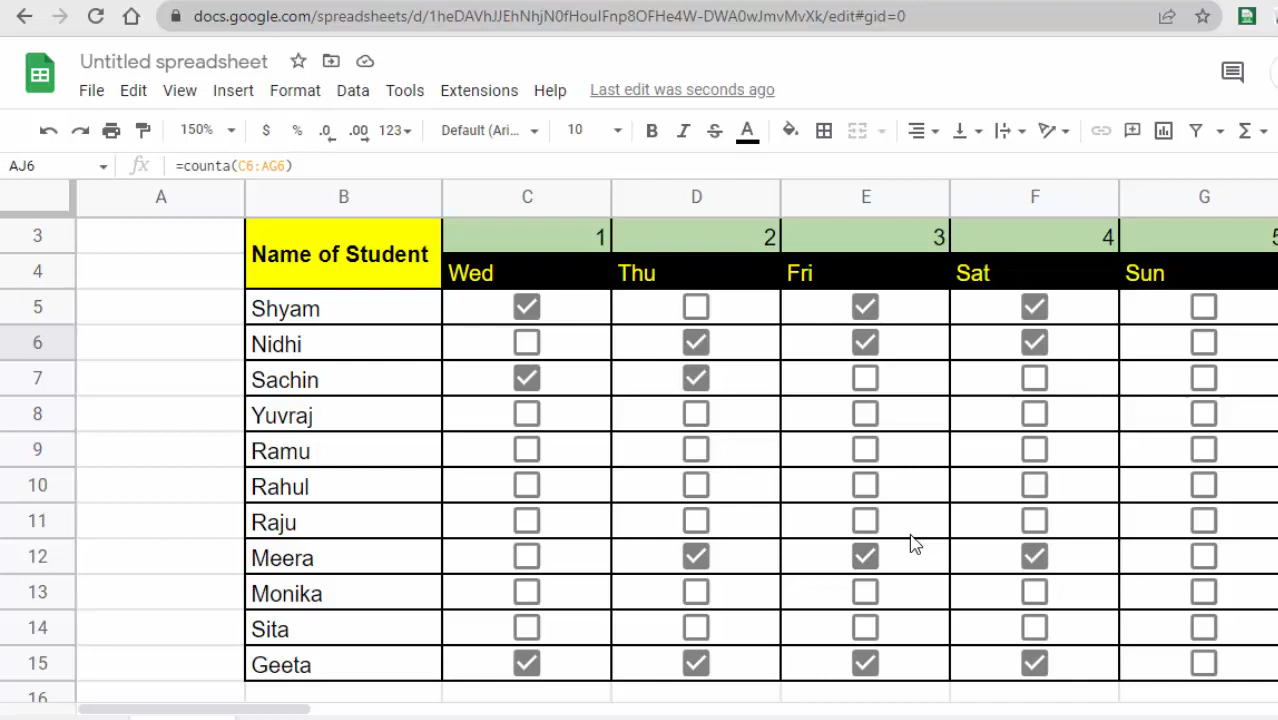 docs.google.com/spreadsheets/d/1heDAVhJJEhNhjN0fHoulFnp8OFHe4W-DWA0wJmvMvXk/edit#gid=0
Untitled spreadsheet
File Edit View Insert Format Data Tools Extensions Help Last edit was seconds ago
150% $ % .0 .00 123 Default (Ari... 10 B I S A Σ
AJ6 fx =counta(C6:AG6)
A B C D E F G
3 Name of Student 1 2 3 4 5
4 Wed Thu Fri Sat Sun
5 Shyam
6 Nidhi
7 Sachin
8 Yuvraj
9 Ramu
10 Rahul
11 Raju
12 Meera
13 Monika
14 Sita
15 Geeta
16